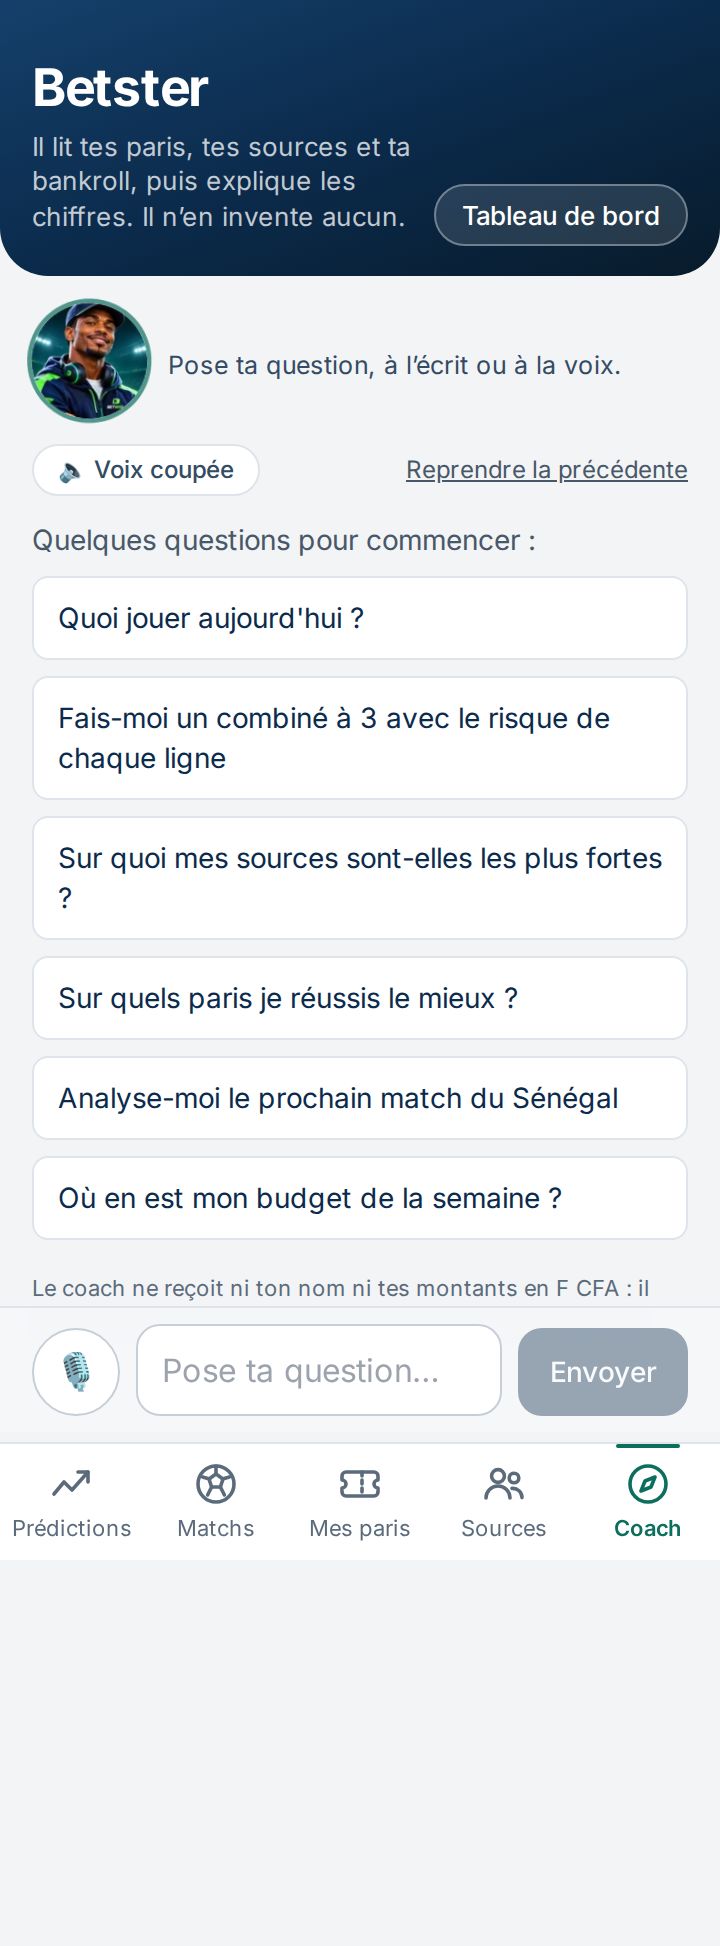 Betster
Il lit tes paris, tes sources et ta
bankroll, puis explique les
chiffres. Il n’en invente aucun.
Tableau de bord
Pose ta question, à l’écrit ou à la voix.
Voix coupée
Reprendre la précédente
Quelques questions pour commencer :
Quoi jouer aujourd'hui ?
Fais-moi un combiné à 3 avec le risque de
chaque ligne
Sur quoi mes sources sont-elles les plus fortes
?
Sur quels paris je réussis le mieux ?
Analyse-moi le prochain match du Sénégal
Où en est mon budget de la semaine ?
Le coach ne reçoit ni ton nom ni tes montants en F CFA : il
Pose ta question...
Envoyer
Prédictions
Matchs
Mes paris
Sources
Coach